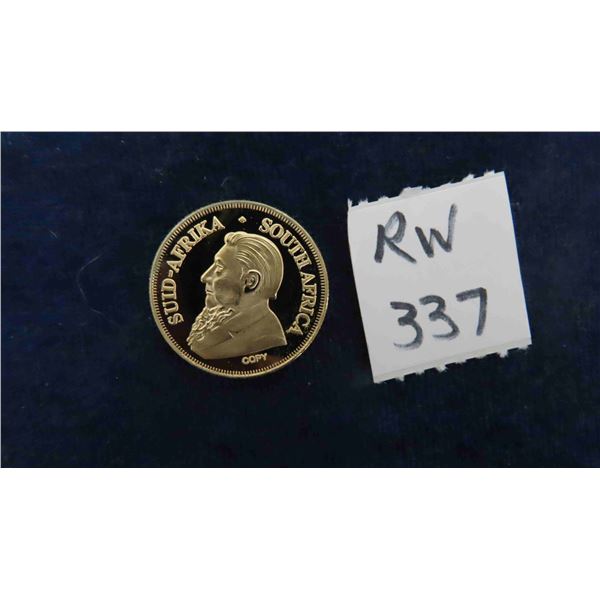 SUID-AFRIKA ◆ SOUTH AFRICA
COPY
RW
337